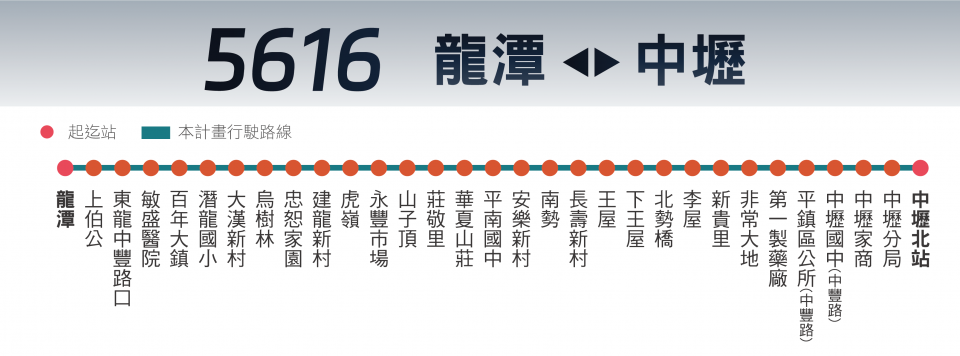 5616 龍潭 ◀▶ 中壢
起迄站 本計畫行駛路線
龍潭
上伯公
東龍中豐路口
敏盛醫院
百年大鎮
潛龍國小
大漢新村
烏樹林
忠恕家園
建龍新村
虎嶺
永豐市場
山子頂
莊敬里
華夏山莊
平南國中
安樂新村
南勢
長壽新村
王屋
下王屋
北勢橋
李屋
新貴里
非常大地
第一製藥廠
平鎮區公所(中豐路)
中壢國中(中豐路)
中壢家商
中壢分局
中壢北站